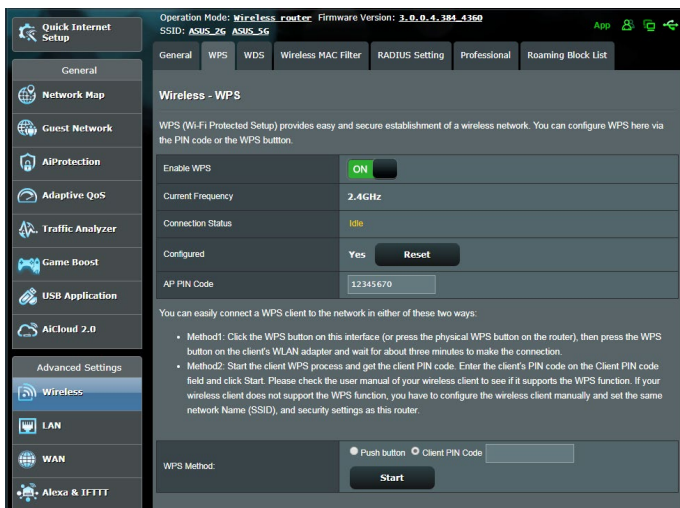 Quick Internet
Setup
General
Network Map
Guest Network
AiProtection
Adaptive QoS
Traffic Analyzer
Game Boost
USB Application
AiCloud 2.0
Advanced Settings
Wireless
LAN
WAN
Alexa & IFTTT
Operation Mode: Wireless router Firmware Version: 3.0.0.4.384_4360
SSID: ASUS_2G ASUS_5G
App
General WPS WDS Wireless MAC Filter RADIUS Setting Professional Roaming Block List
Wireless - WPS
WPS (Wi-Fi Protected Setup) provides easy and secure establishment of a wireless network. You can configure WPS here via
the PIN code or the WPS buttton.
Enable WPS ON
Current Frequency 2.4GHz
Connection Status Idle
Configured Yes Reset
AP PIN Code 12345670
You can easily connect a WPS client to the network in either of these two ways:
• Method1: Click the WPS button on this interface (or press the physical WPS button on the router), then press the WPS
button on the client's WLAN adapter and wait for about three minutes to make the connection.
• Method2: Start the client WPS process and get the client PIN code. Enter the client's PIN code on the Client PIN code
field and click Start. Please check the user manual of your wireless client to see if it supports the WPS function. If your
wireless client does not support the WPS function, you have to configure the wireless client manually and set the same
network Name (SSID), and security settings as this router.
WPS Method: Push button Client PIN Code
Start